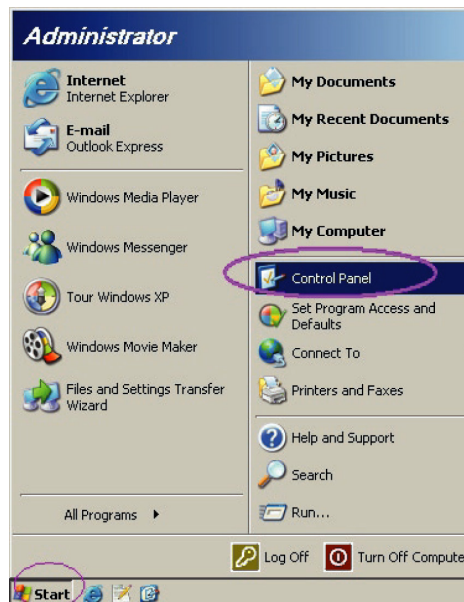 Administrator
Internet
Internet Explorer
E-mail
Outlook Express
Windows Media Player
Windows Messenger
Tour Windows XP
Windows Movie Maker
Files and Settings Transfer
Wizard
All Programs
My Documents
My Recent Documents
My Pictures
My Music
My Computer
Control Panel
Set Program Access and
Defaults
Connect To
Printers and Faxes
Help and Support
Search
Run...
Log Off
Turn Off Compute
Start